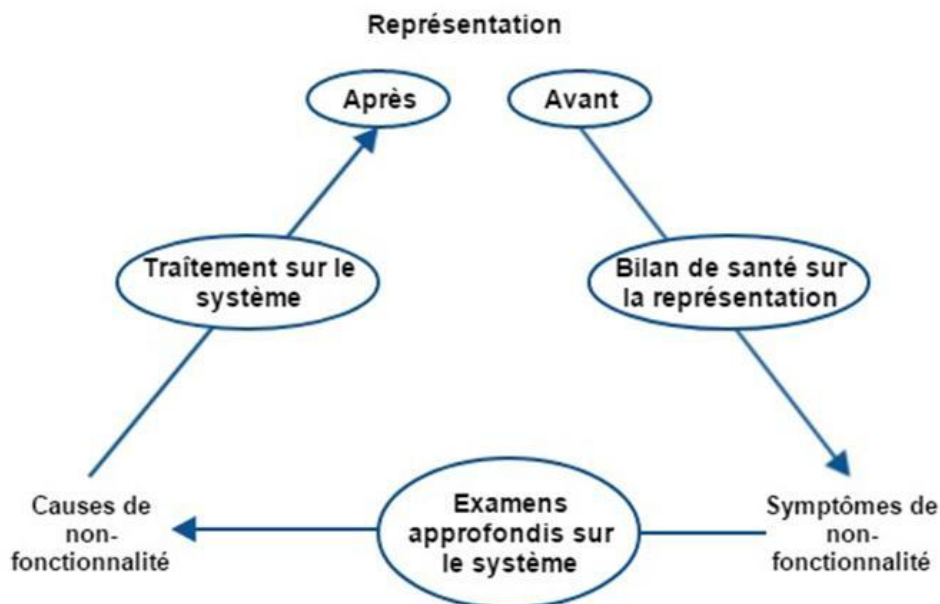 Représentation
Après
Avant
Traîtement sur le
système
Bilan de santé sur
la représentation
Causes de
non-
fonctionnalité
Examens
approfondis sur
le système
Symptômes de
non-
fonctionnalité